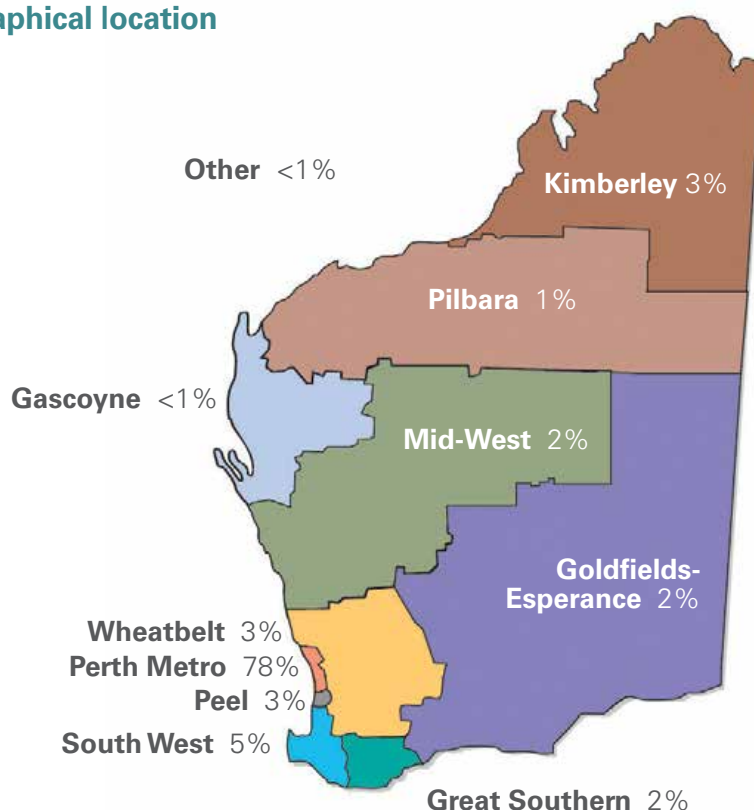 aphical location
Other <1%
Kimberley 3%
Pilbara 1%
Gascoyne <1%
Mid-West 2%
Goldfields-
Esperance 2%
Wheatbelt 3%
Perth Metro 78%
Peel 3%
South West 5%
Great Southern 2%